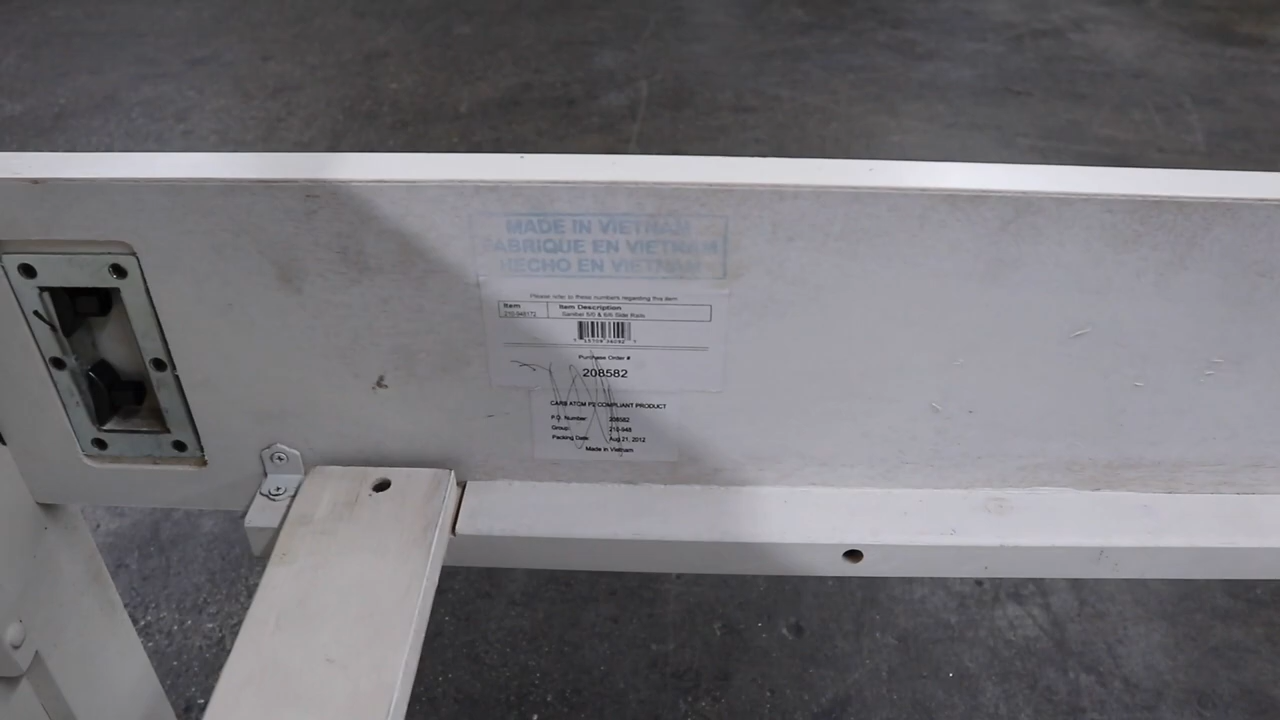 MADE IN VIETNAM
FABRIQUE EN VIETNAM
HECHO EN VIETNAM
Please refer to these numbers regarding this item
Item Item Description
210-948172 Sanibel 5/0 & 6/6 Side Rails
Purchase Order #
208582
CARB ATCM P2 COMPLIANT PRODUCT
P.O. Number: 208582
Group: 210-948
Packing Date: Aug 21, 2012
Made in Vietnam